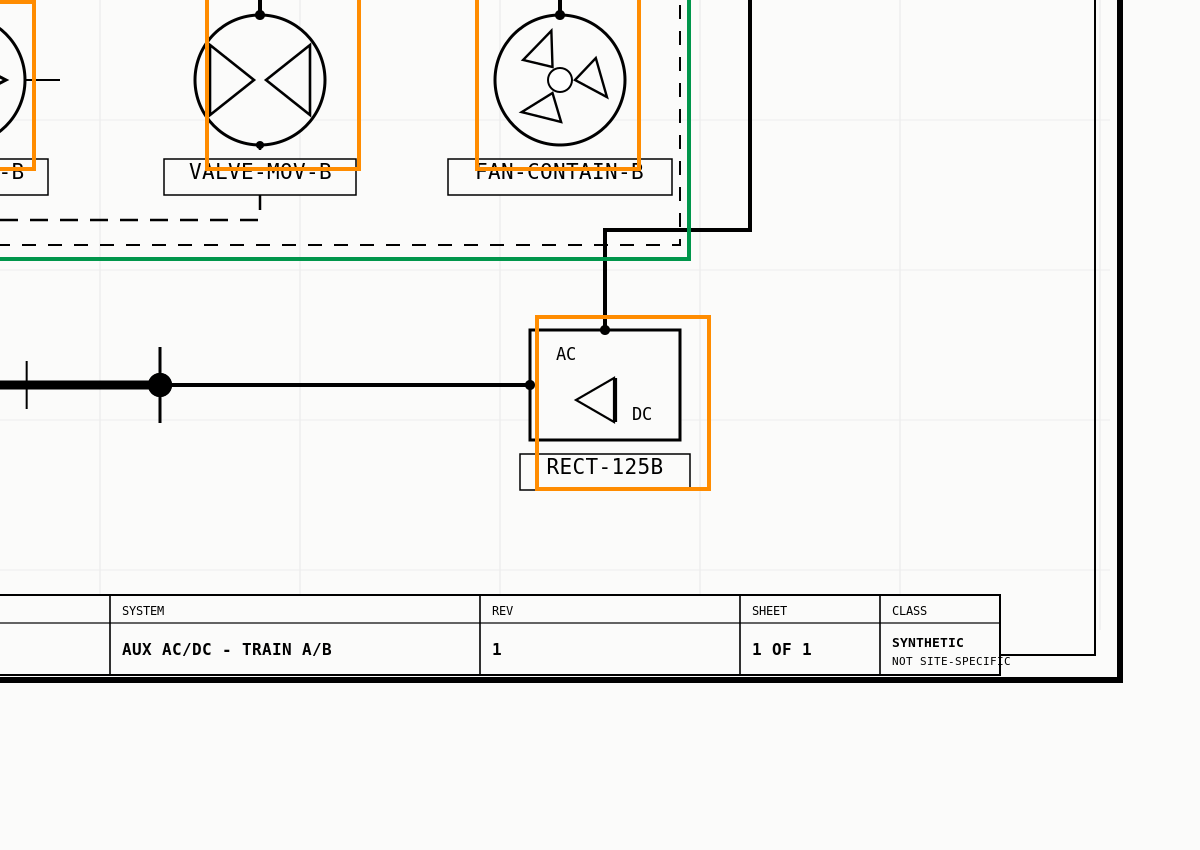 -B
VALVE-MOV-B
FAN-CONTAIN-B
AC
DC
RECT-125B
SYSTEM
REV
SHEET
CLASS
AUX AC/DC - TRAIN A/B
1
1 OF 1
SYNTHETIC
NOT SITE-SPECIFIC